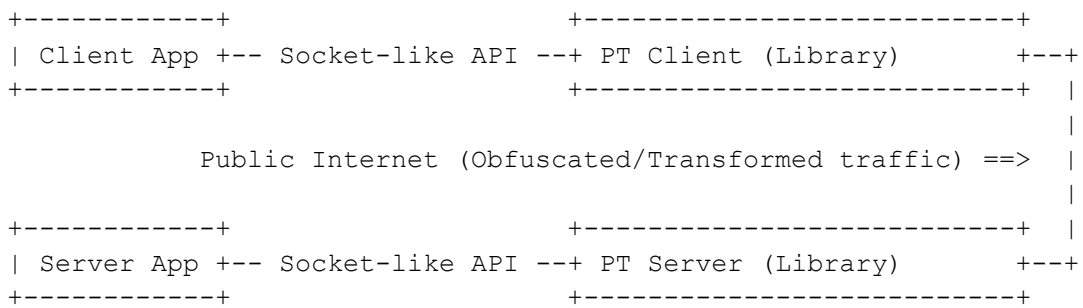 +------------+                    +---------------------------+
| Client App +-- Socket-like API --+ PT Client (Library)       +--+
+------------+                    +---------------------------+  |
                                                                 |
           Public Internet (Obfuscated/Transformed traffic) ==>  |
                                                                 |
+------------+                    +---------------------------+  |
| Server App +-- Socket-like API --+ PT Server (Library)       +--+
+------------+                    +---------------------------+